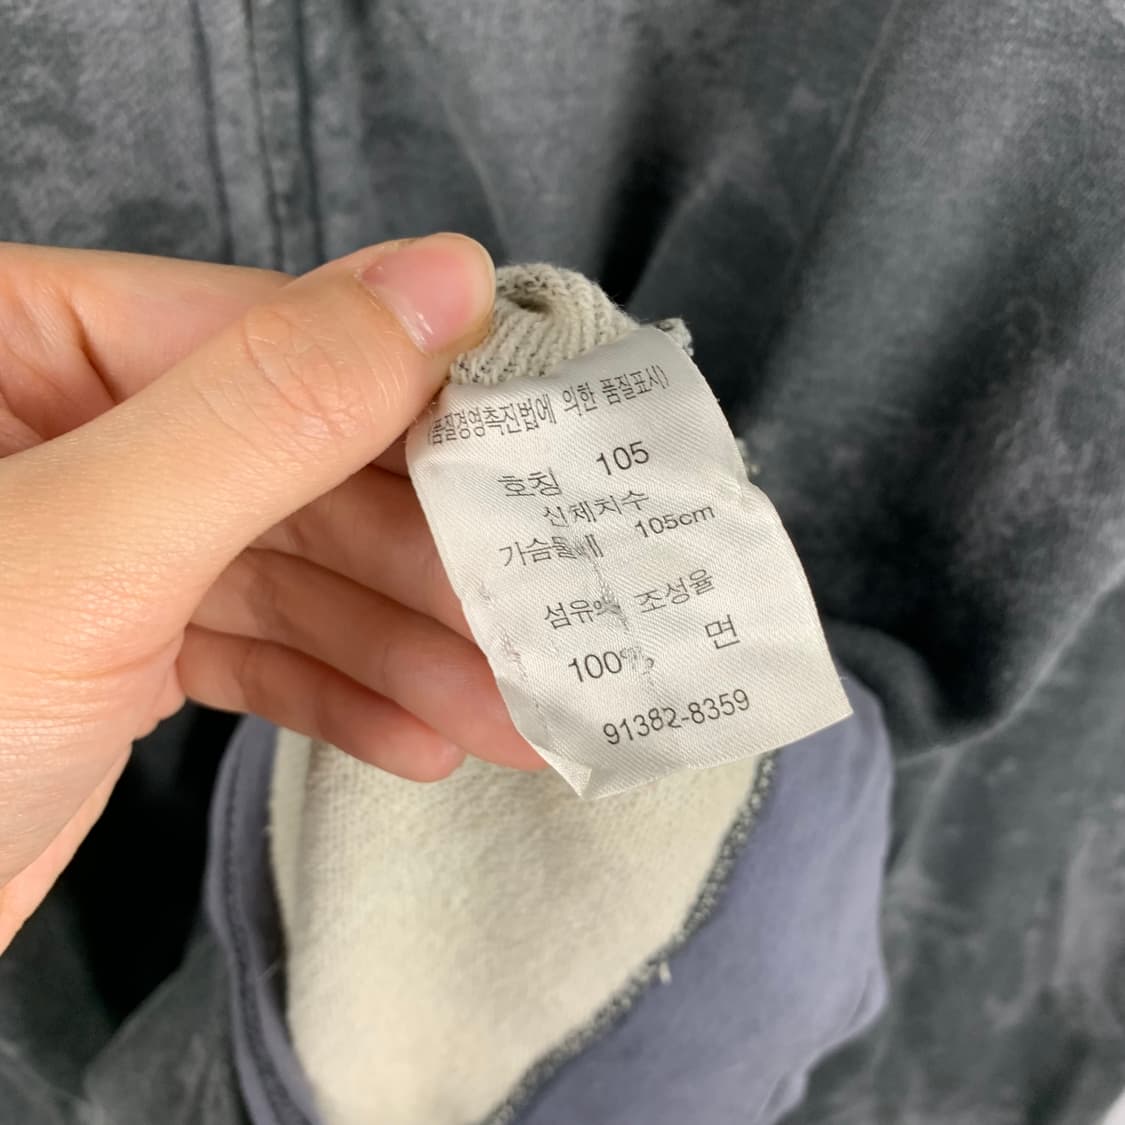 (품질경영촉진법에 의한 품질표시)
호칭 105
신체치수
가슴둘레 105cm
섬유의 조성율
면
100%
91382-8359